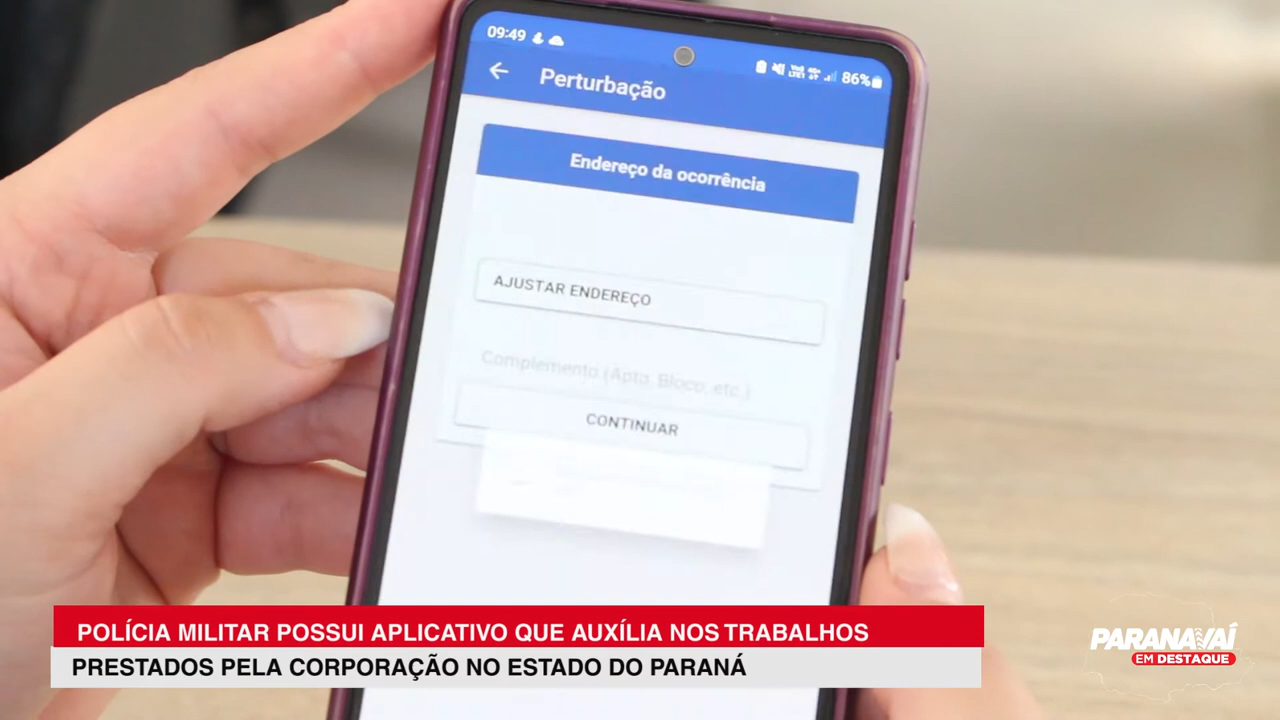 09:49
86%
Perturbação
Endereço da ocorrência
AJUSTAR ENDEREÇO
Complemento (Apto, Bloco, etc.)
CONTINUAR
POLÍCIA MILITAR POSSUI APLICATIVO QUE AUXÍLIA NOS TRABALHOS
PRESTADOS PELA CORPORAÇÃO NO ESTADO DO PARANÁ
PARANAVAÍ
EM DESTAQUE